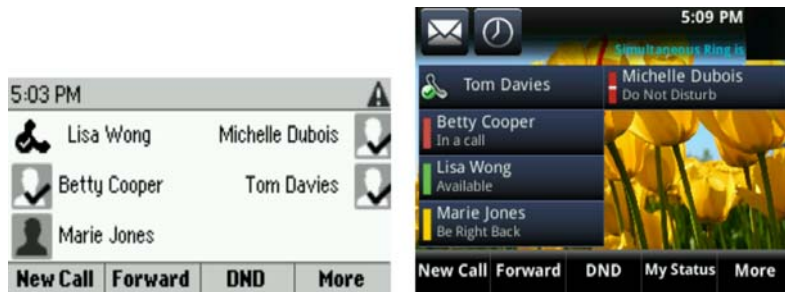 5:03 PM
Lisa Wong Michelle Dubois
Betty Cooper Tom Davies
Marie Jones
New Call Forward DND More
5:09 PM
Simultaneous Ring is
Tom Davies
Michelle Dubois
Do Not Disturb
Betty Cooper
In a call
Lisa Wong
Available
Marie Jones
Be Right Back
New Call Forward DND My Status More